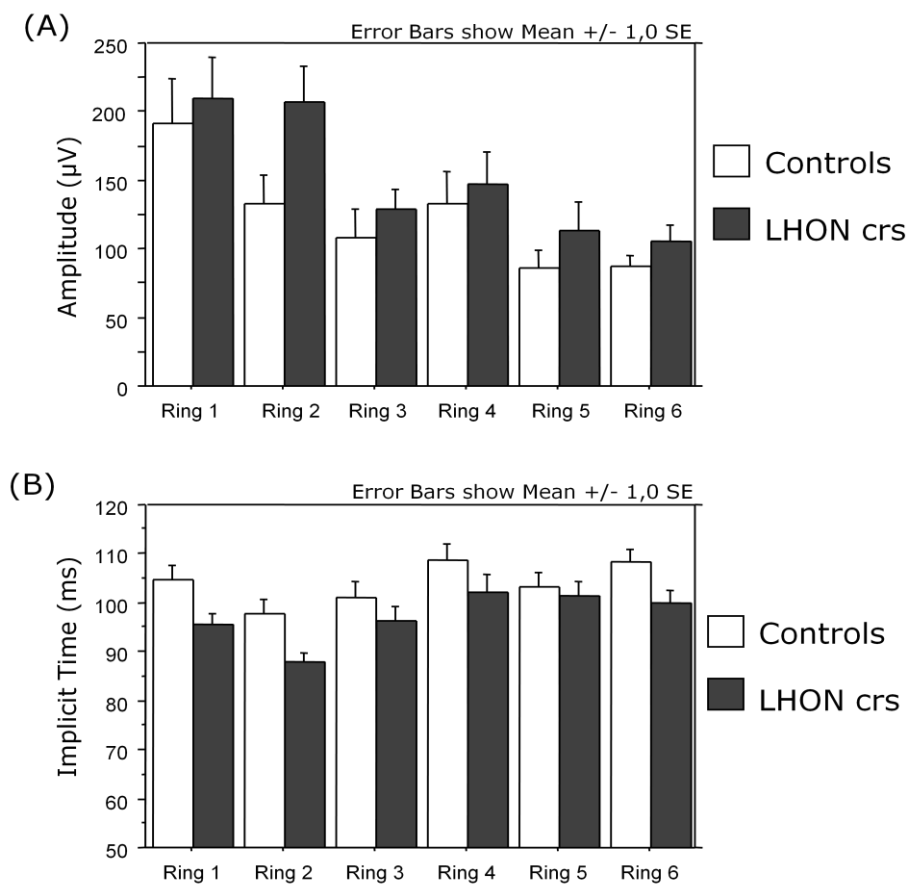 (A)
Error Bars show Mean +/- 1,0 SE
250
200
150
100
50
0
Amplitude (µV)
Ring 1 Ring 2 Ring 3 Ring 4 Ring 5 Ring 6
Controls
LHON crs
(B)
Error Bars show Mean +/- 1,0 SE
120
110
100
90
80
70
60
50
Implicit Time (ms)
Ring 1 Ring 2 Ring 3 Ring 4 Ring 5 Ring 6
Controls
LHON crs